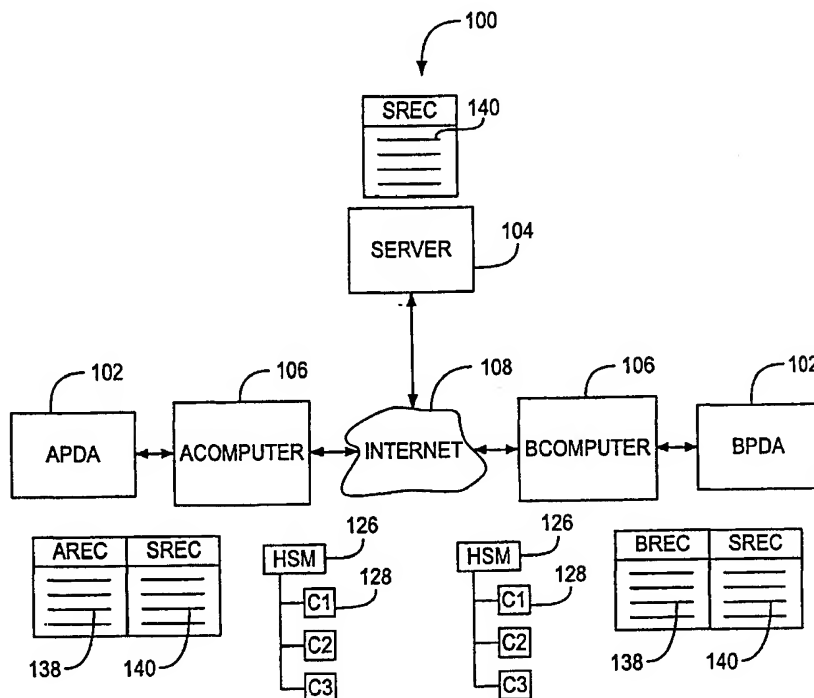 100
SREC
140
SERVER
104
102
106
108
106
102
APDA
ACOMPUTER
INTERNET
BCOMPUTER
BPDA
AREC SREC
138
140
HSM
126
C1
128
C2
C3
HSM
126
C1
128
C2
C3
BREC SREC
138
140